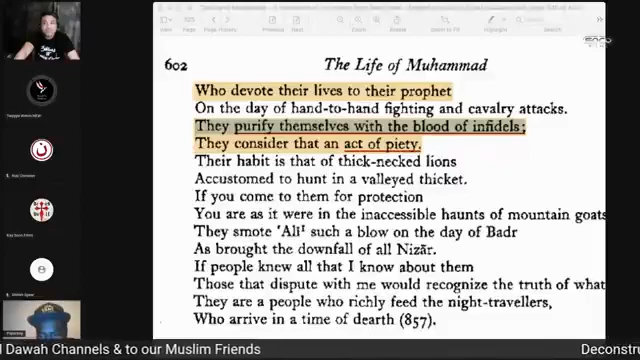 602 The Life of Muhammad
Who devote their lives to their prophet
On the day of hand-to-hand fighting and cavalry attacks.
They purify themselves with the blood of infidels;
They consider that an act of piety.
Their habit is that of thick-necked lions
Accustomed to hunt in a valleyed thicket.
If you come to them for protection
You are as it were in the inaccessible haunts of mountain goats
They smote 'Alī¹ such a blow on the day of Badr
As brought the downfall of all Nizār.
If people knew all that I know about them
Those that dispute with me would recognize the truth of what
They are a people who richly feed the night-travellers,
Who arrive in a time of dearth (857).
l Dawah Channels & to our Muslim Friends
Deconstru